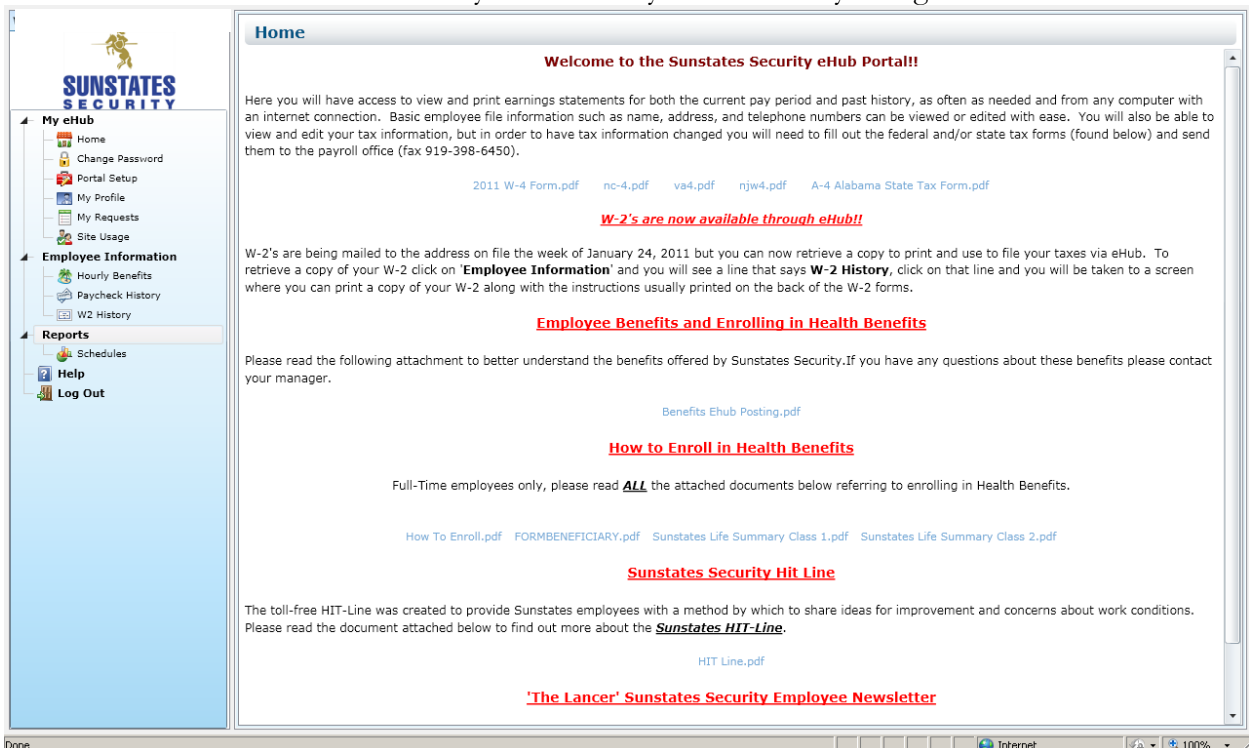 Home
SUNSTATES
SECURITY
My eHub
Home
Change Password
Portal Setup
My Profile
My Requests
Site Usage
Employee Information
Hourly Benefits
Paycheck History
W2 History
Reports
Schedules
Help
Log Out
Welcome to the Sunstates Security eHub Portal!!
Here you will have access to view and print earnings statements for both the current pay period and past history, as often as needed and from any computer with
an internet connection. Basic employee file information such as name, address, and telephone numbers can be viewed or edited with ease. You will also be able to
view and edit your tax information, but in order to have tax information changed you will need to fill out the federal and/or state tax forms (found below) and send
them to the payroll office (fax 919-398-6450).
2011 W-4 Form.pdf nc-4.pdf va4.pdf njw4.pdf A-4 Alabama State Tax Form.pdf
W-2's are now available through eHub!!
W-2's are being mailed to the address on file the week of January 24, 2011 but you can now retrieve a copy to print and use to file your taxes via eHub. To
retrieve a copy of your W-2 click on 'Employee Information' and you will see a line that says W-2 History, click on that line and you will be taken to a screen
where you can print a copy of your W-2 along with the instructions usually printed on the back of the W-2 forms.
Employee Benefits and Enrolling in Health Benefits
Please read the following attachment to better understand the benefits offered by Sunstates Security.If you have any questions about these benefits please contact
your manager.
Benefits Ehub Posting.pdf
How to Enroll in Health Benefits
Full-Time employees only, please read ALL the attached documents below referring to enrolling in Health Benefits.
How To Enroll.pdf FORMBENEFICIARY.pdf Sunstates Life Summary Class 1.pdf Sunstates Life Summary Class 2.pdf
Sunstates Security Hit Line
The toll-free HIT-Line was created to provide Sunstates employees with a method by which to share ideas for improvement and concerns about work conditions.
Please read the document attached below to find out more about the Sunstates HIT-Line.
HIT Line.pdf
'The Lancer' Sunstates Security Employee Newsletter
Done
Internet
100%